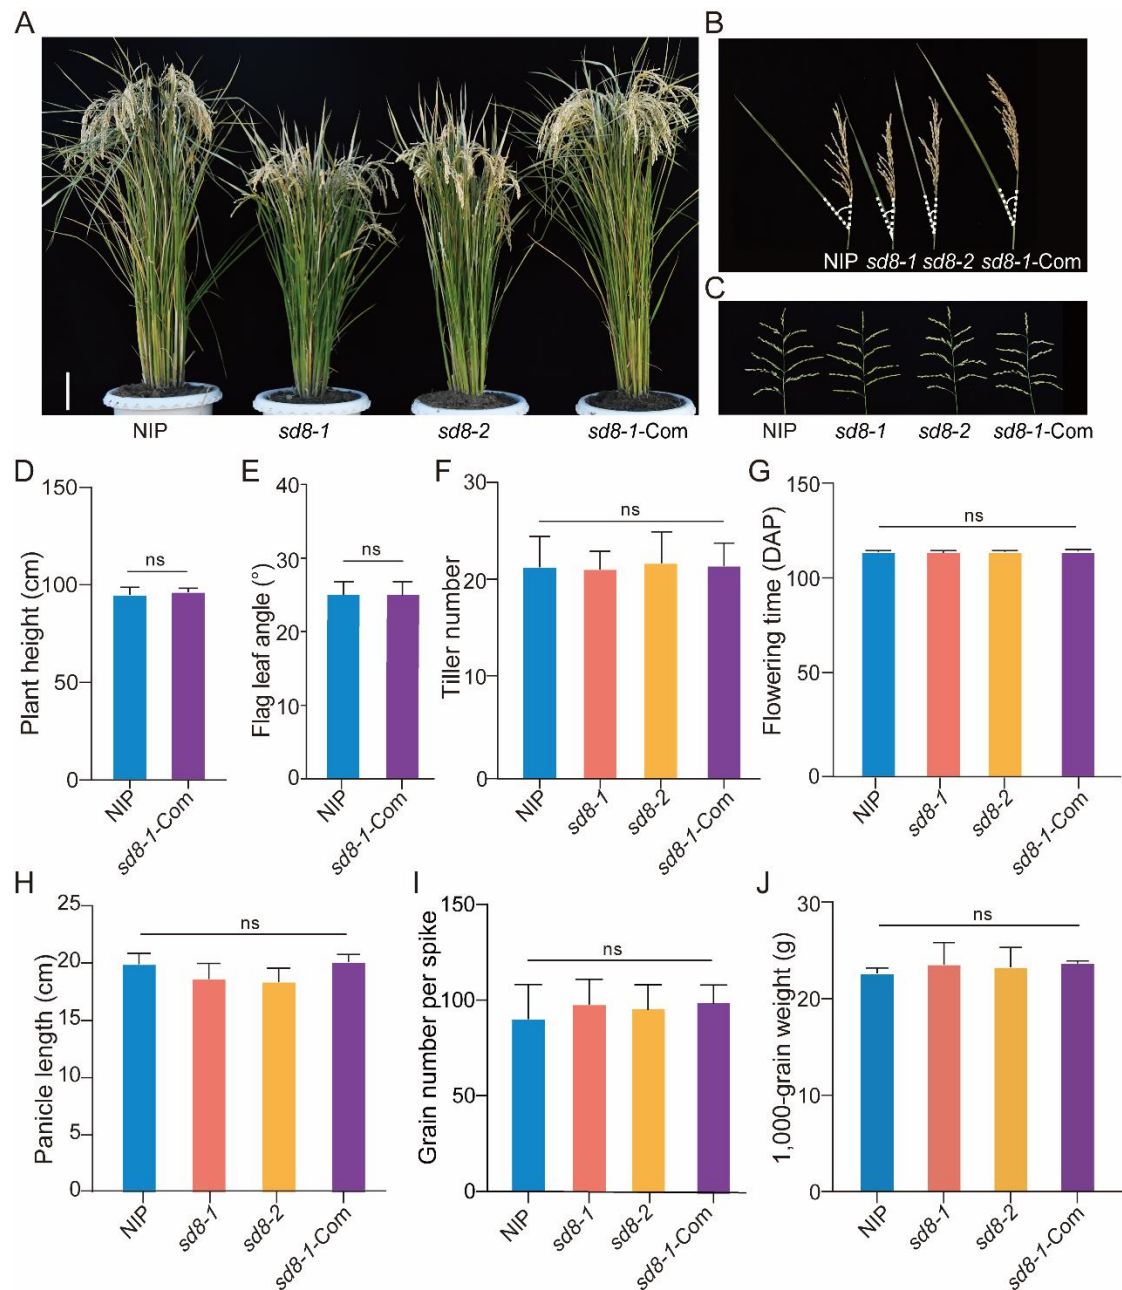 A
B
NIP sd8-1 sd8-2 sd8-1-Com
C
NIP sd8-1 sd8-2 sd8-1-Com
NIP sd8-1 sd8-2 sd8-1-Com
D
150
100
50
0
Plant height (cm)
ns
NIP
sd8-1-Com
E
40
30
20
10
0
Flag leaf angle (°)
ns
NIP
sd8-1-Com
F
30
20
10
0
Tiller number
ns
NIP
sd8-1
sd8-2
sd8-1-Com
G
150
100
50
0
Flowering time (DAP)
ns
NIP
sd8-1
sd8-2
sd8-1-Com
H
25
20
15
10
5
0
Panicle length (cm)
ns
NIP
sd8-1
sd8-2
sd8-1-Com
I
150
100
50
0
Grain number per spike
ns
NIP
sd8-1
sd8-2
sd8-1-Com
J
30
20
10
0
1,000-grain weight (g)
ns
NIP
sd8-1
sd8-2
sd8-1-Com